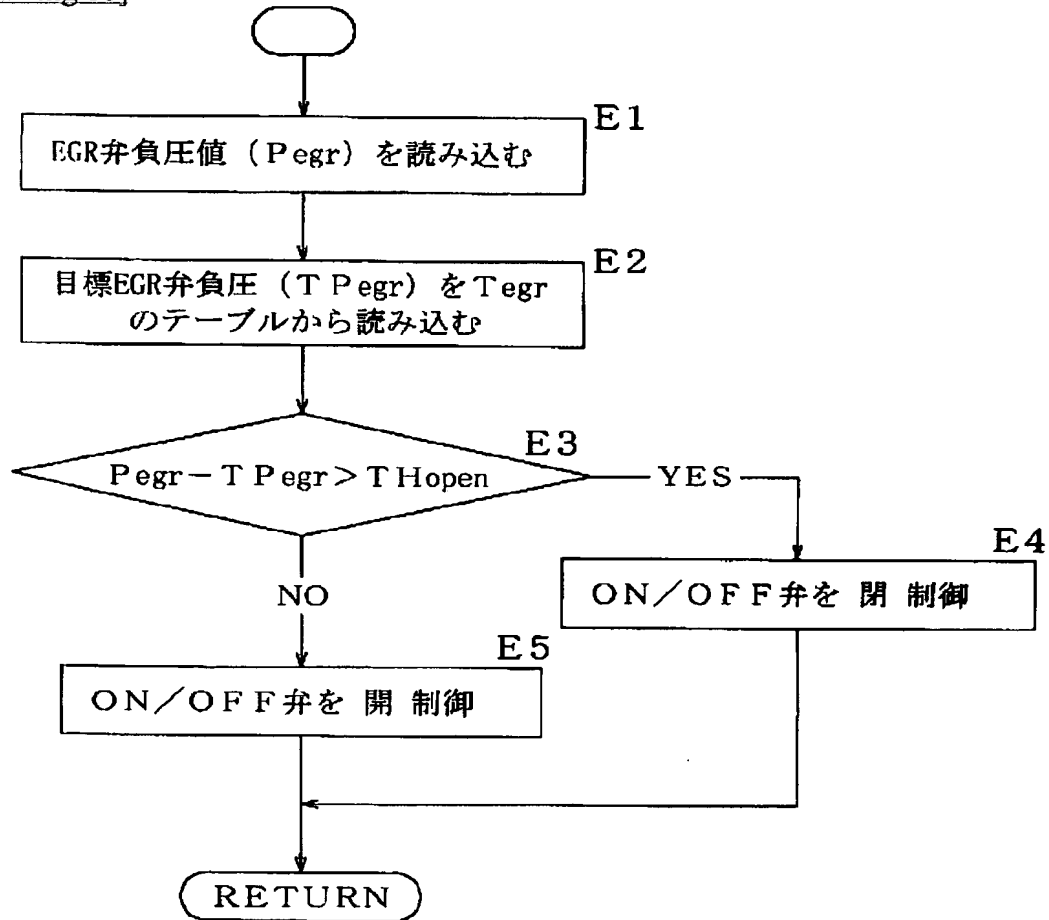 E1
EGR弁負圧値（Pegr）を読み込む
E2
目標EGR弁負圧（TPegr）をTegr
のテーブルから読み込む
E3
Pegr－TPegr＞THopen
YES
NO
E4
ON／OFF弁を 閉 制御
E5
ON／OFF弁を 開 制御
RETURN